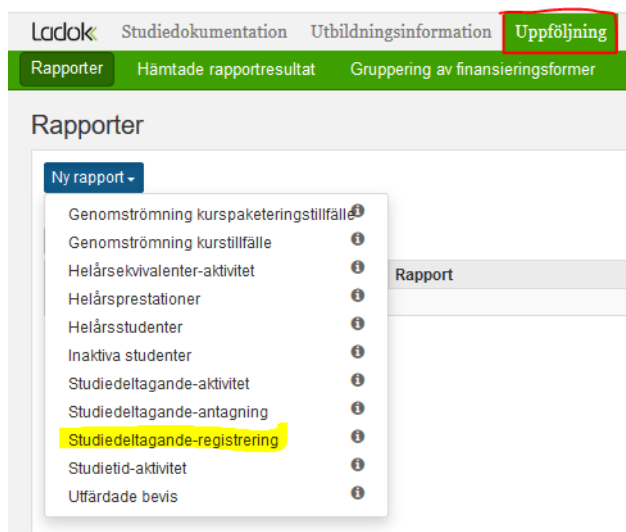 Ladok Studiedokumentation Utbildningsinformation Uppföljning
Rapporter Hämtade rapportresultat Gruppering av finansieringsformer
Rapporter
Ny rapport
Genomströmning kurspaketeringstillfälle
Genomströmning kurstillfälle
Helårsekvivalenter-aktivitet
Rapport
Helårsprestationer
Helårsstudenter
Inaktiva studenter
Studiedeltagande-aktivitet
Studiedeltagande-antagning
Studiedeltagande-registrering
Studietid-aktivitet
Utfärdade bevis